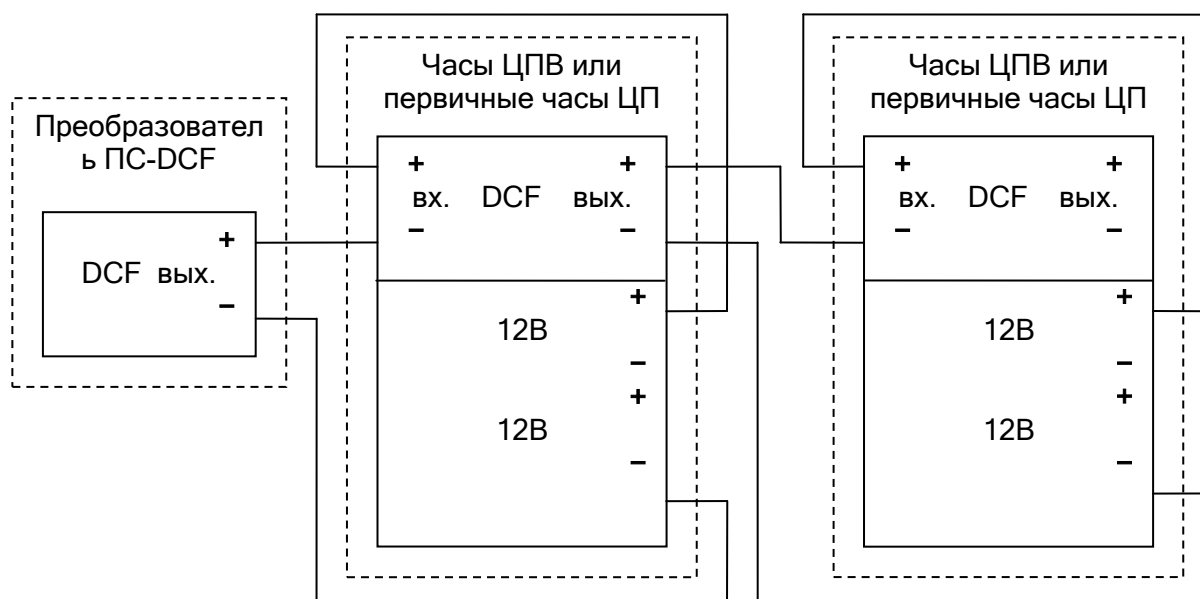 Преобразовател
ь ПС-DCF
+
DCF вых.
–
Часы ЦПВ или
первичные часы ЦП
+ +
вх. DCF вых.
– –
+
12В
–
+
12В
–
Часы ЦПВ или
первичные часы ЦП
+ +
вх. DCF вых.
– –
+
12В
–
+
12В
–